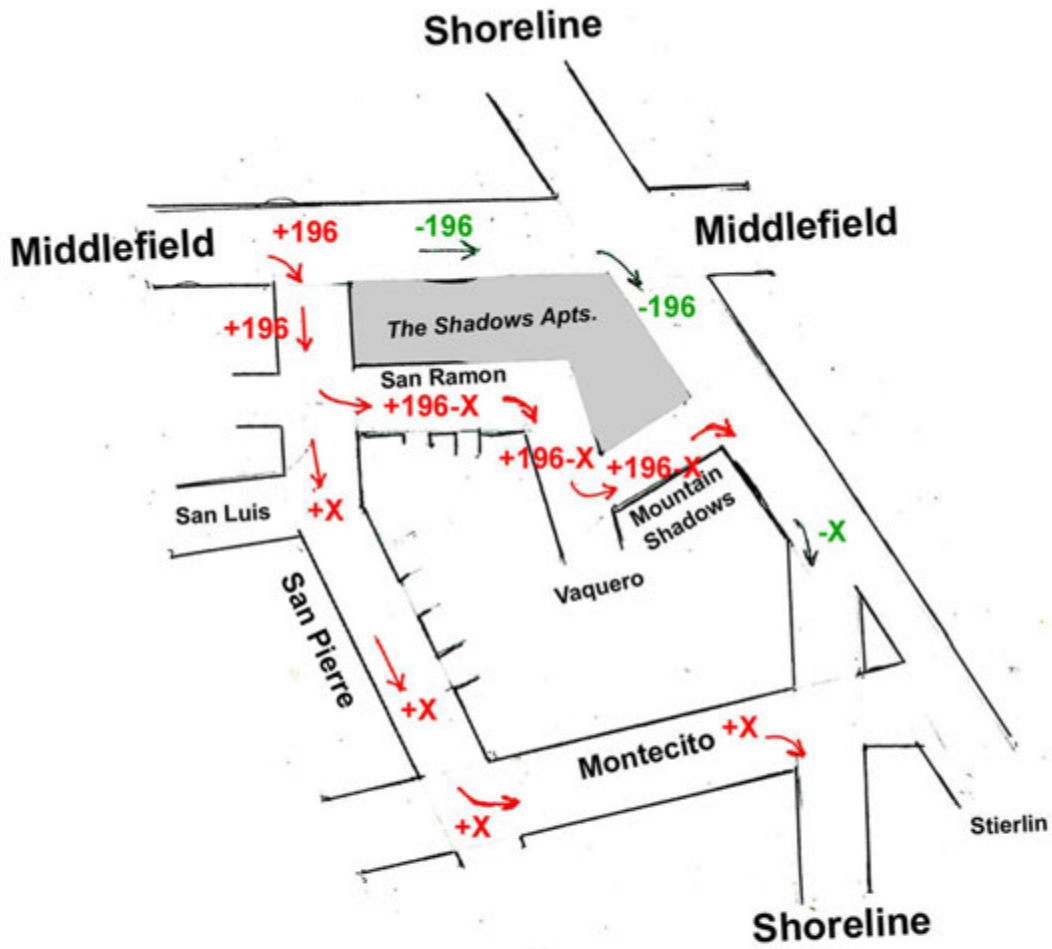 Shoreline
Middlefield
+196
-196
Middlefield
+196
The Shadows Apts.
-196
San Ramon
+196-X
+196-X
+196-X
Mountain
Shadows
San Luis
+X
-X
Vaquero
San Pierre
+X
Montecito
+X
+X
Stierlin
Shoreline